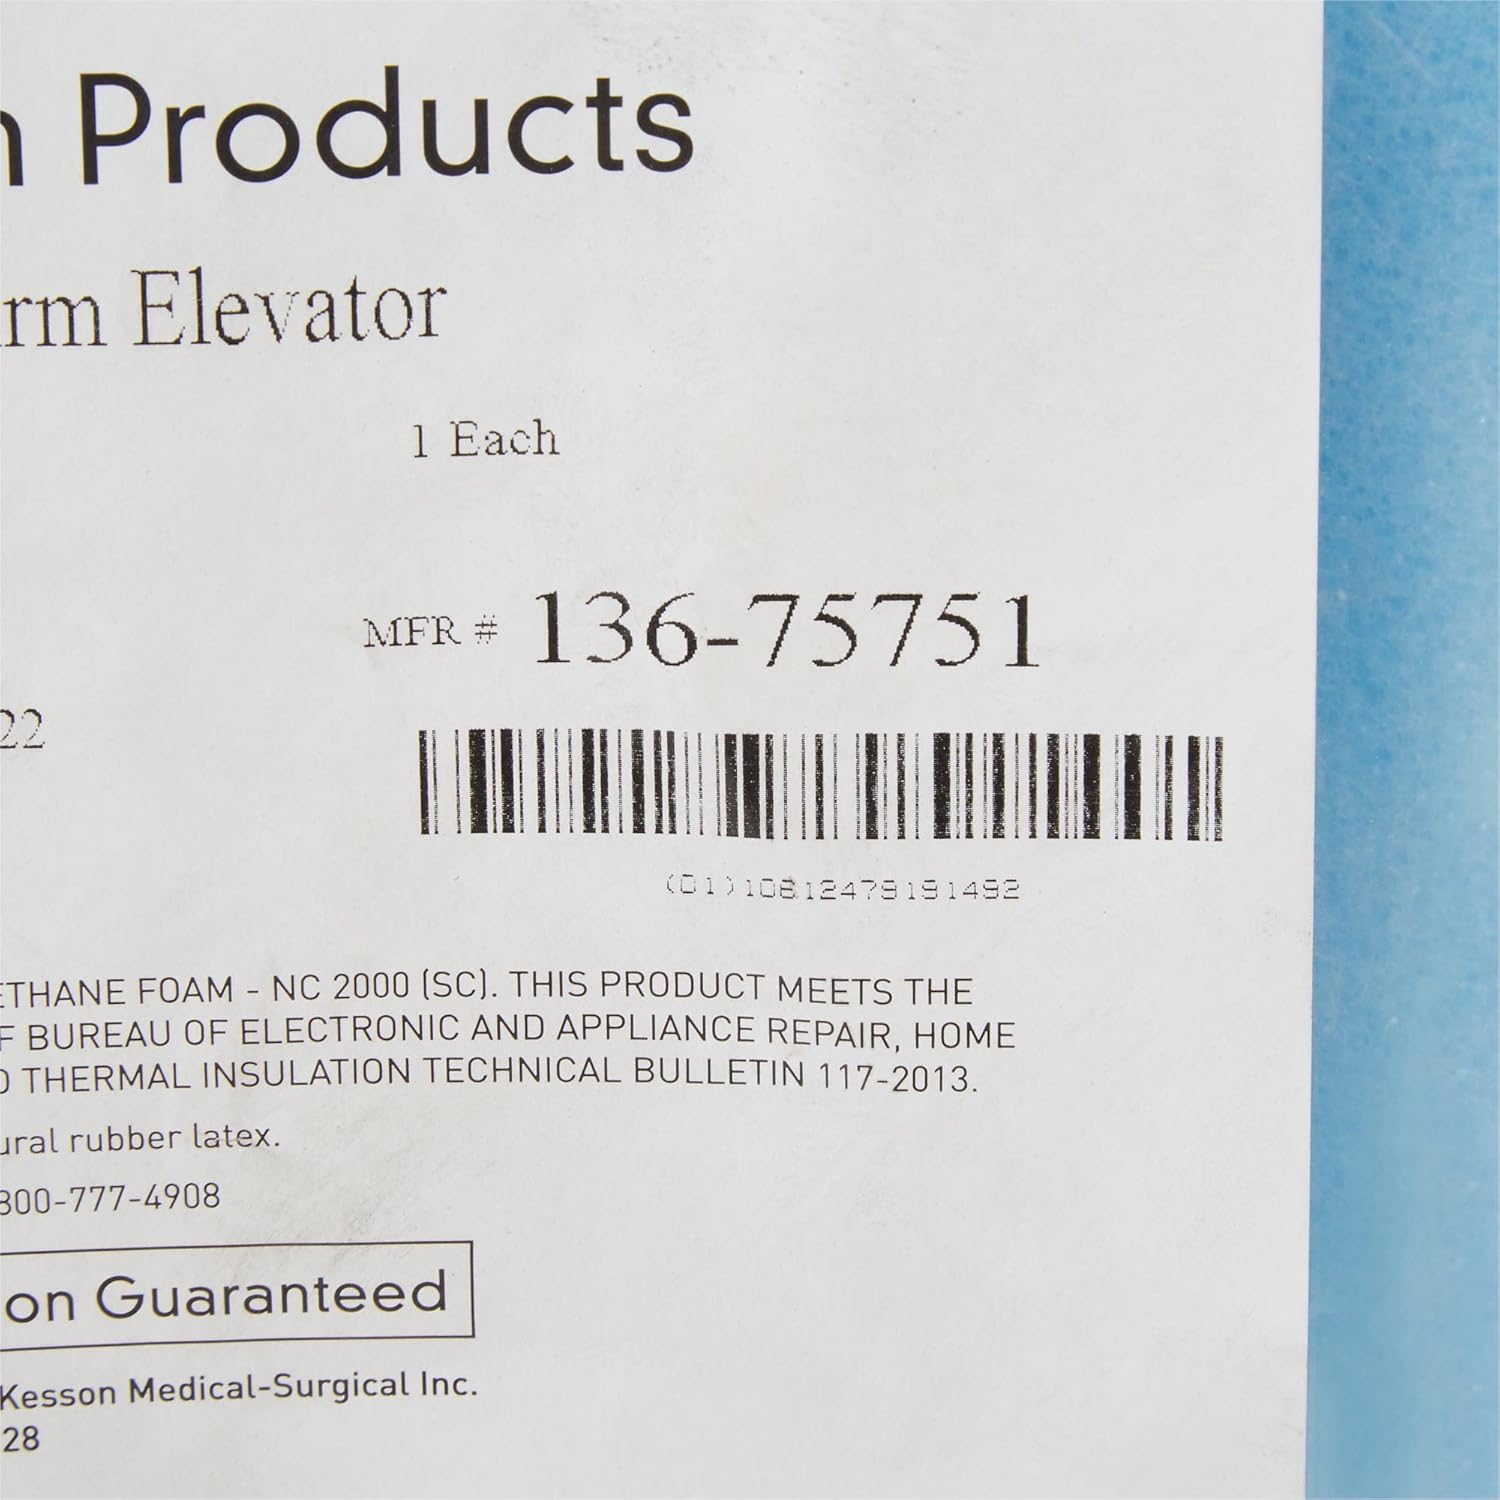 n Products
rm Elevator
1 Each
MFR # 136-75751
22
(01)10612479191492
ETHANE FOAM - NC 2000 (SC). THIS PRODUCT MEETS THE
F BUREAU OF ELECTRONIC AND APPLIANCE REPAIR, HOME
D THERMAL INSULATION TECHNICAL BULLETIN 117-2013.
ural rubber latex.
800-777-4908
on Guaranteed
Kesson Medical-Surgical Inc.
28